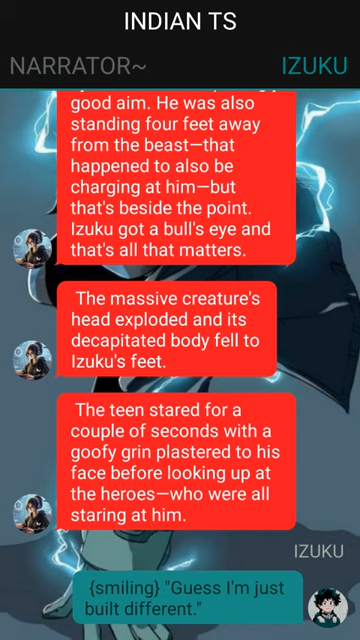 INDIAN TS
NARRATOR~
IZUKU
good aim. He was also
standing four feet away
from the beast—that
happened to also be
charging at him—but
that's beside the point.
Izuku got a bull's eye and
that's all that matters.
The massive creature's
head exploded and its
decapitated body fell to
Izuku's feet.
The teen stared for a
couple of seconds with a
goofy grin plastered to his
face before looking up at
the heroes—who were all
staring at him.
IZUKU
{smiling} "Guess I'm just
built different."